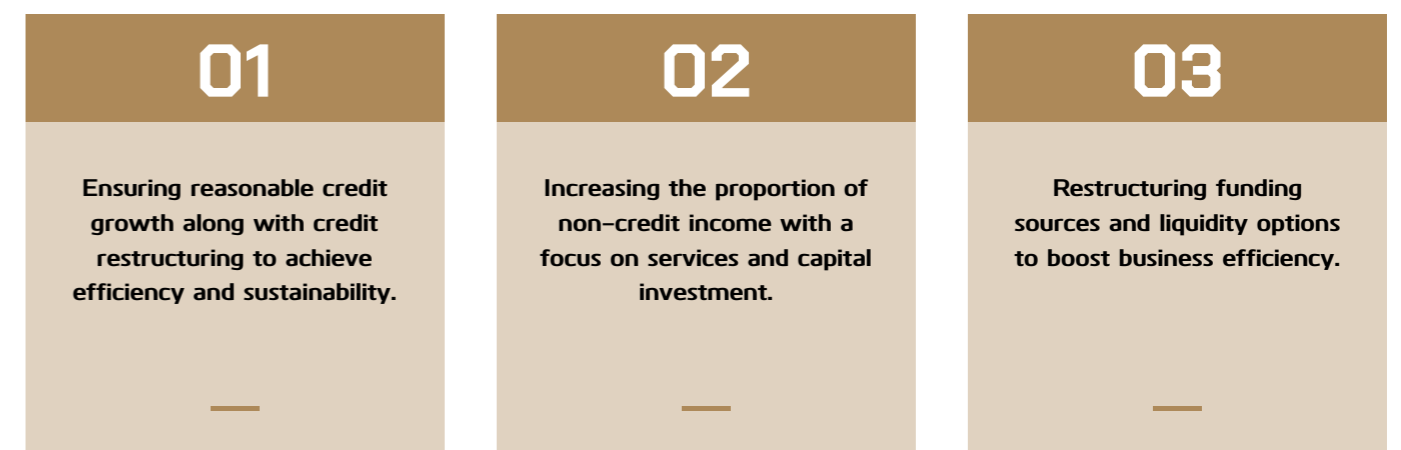 01
Ensuring reasonable credit
growth along with credit
restructuring to achieve
efficiency and sustainability.
02
Increasing the proportion of
non-credit income with a
focus on services and capital
investment.
03
Restructuring funding
sources and liquidity options
to boost business efficiency.